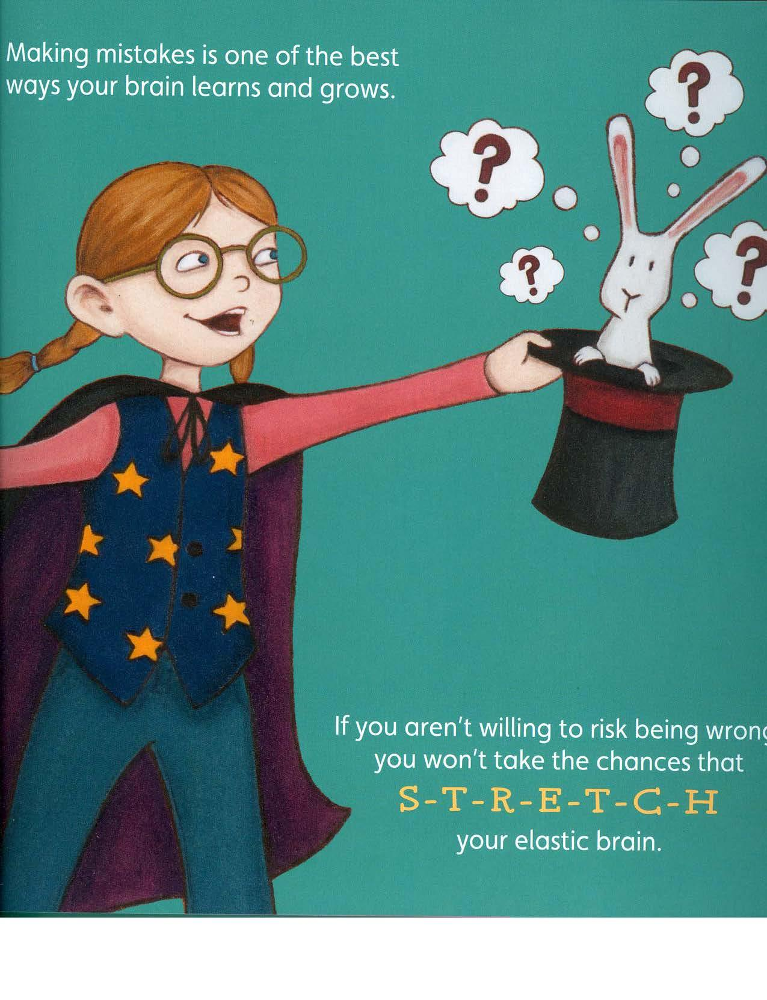 Making mistakes is one of the best
ways your brain learns and grows.
?
?
?
?
If you aren't willing to risk being wrong
you won't take the chances that
S-T-R-E-T-C-H
your elastic brain.